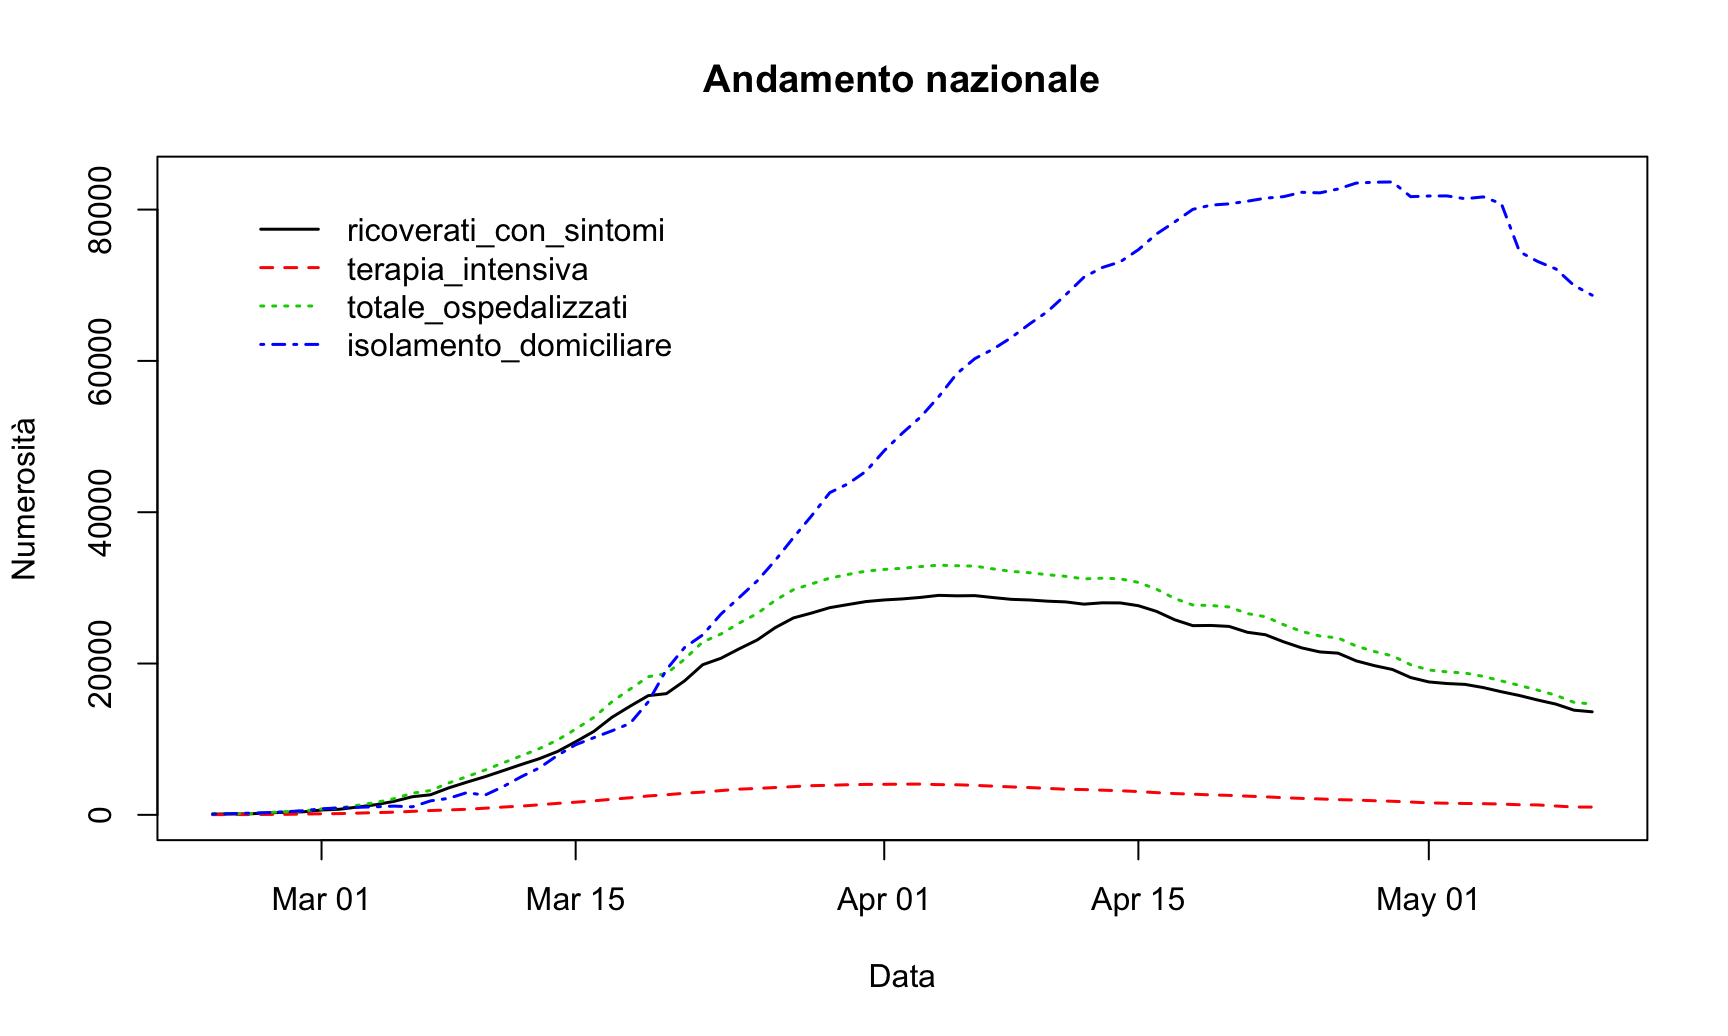 Andamento nazionale
ricoverati_con_sintomi
terapia_intensiva
totale_ospedalizzati
isolamento_domiciliare
Numerosità
80000
60000
40000
20000
0
Mar 01 Mar 15 Apr 01 Apr 15 May 01
Data